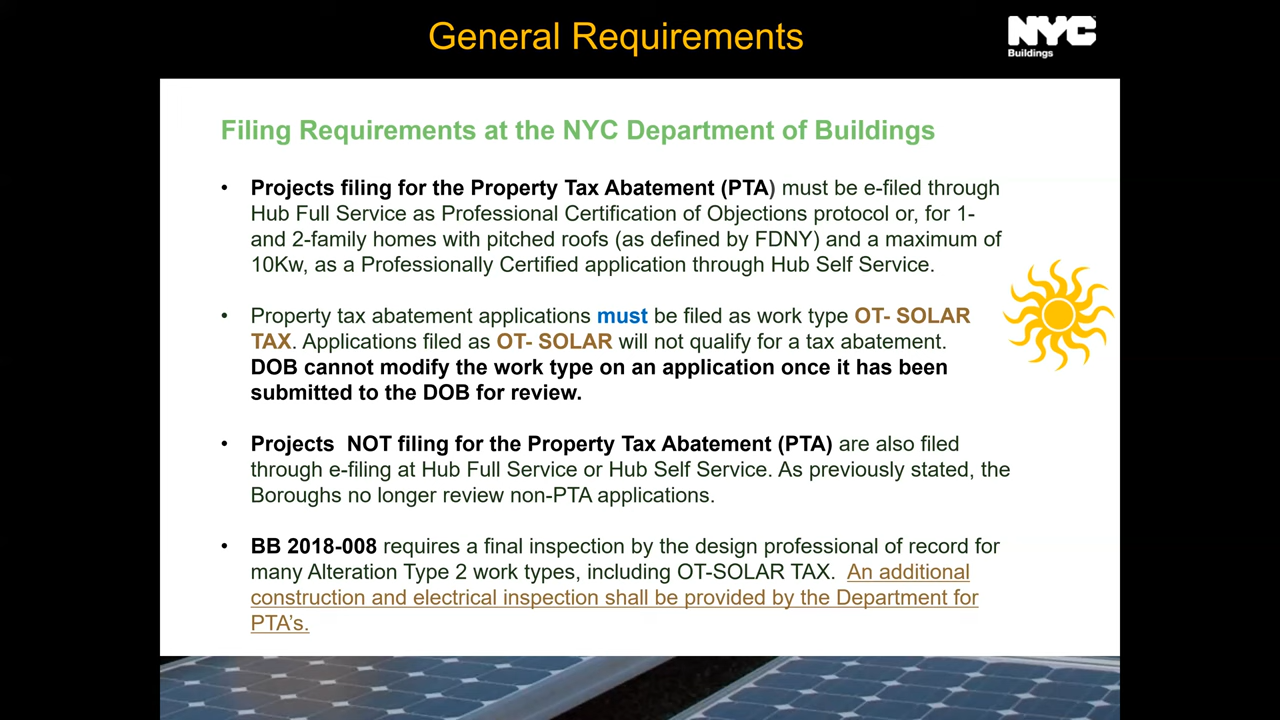 General Requirements
NYC
Buildings
Filing Requirements at the NYC Department of Buildings
• Projects filing for the Property Tax Abatement (PTA) must be e-filed through
Hub Full Service as Professional Certification of Objections protocol or, for 1-
and 2-family homes with pitched roofs (as defined by FDNY) and a maximum of
10Kw, as a Professionally Certified application through Hub Self Service.
• Property tax abatement applications must be filed as work type OT- SOLAR
TAX. Applications filed as OT- SOLAR will not qualify for a tax abatement.
DOB cannot modify the work type on an application once it has been
submitted to the DOB for review.
• Projects  NOT filing for the Property Tax Abatement (PTA) are also filed
through e-filing at Hub Full Service or Hub Self Service. As previously stated, the
Boroughs no longer review non-PTA applications.
• BB 2018-008 requires a final inspection by the design professional of record for
many Alteration Type 2 work types, including OT-SOLAR TAX.  An additional
construction and electrical inspection shall be provided by the Department for
PTA’s.